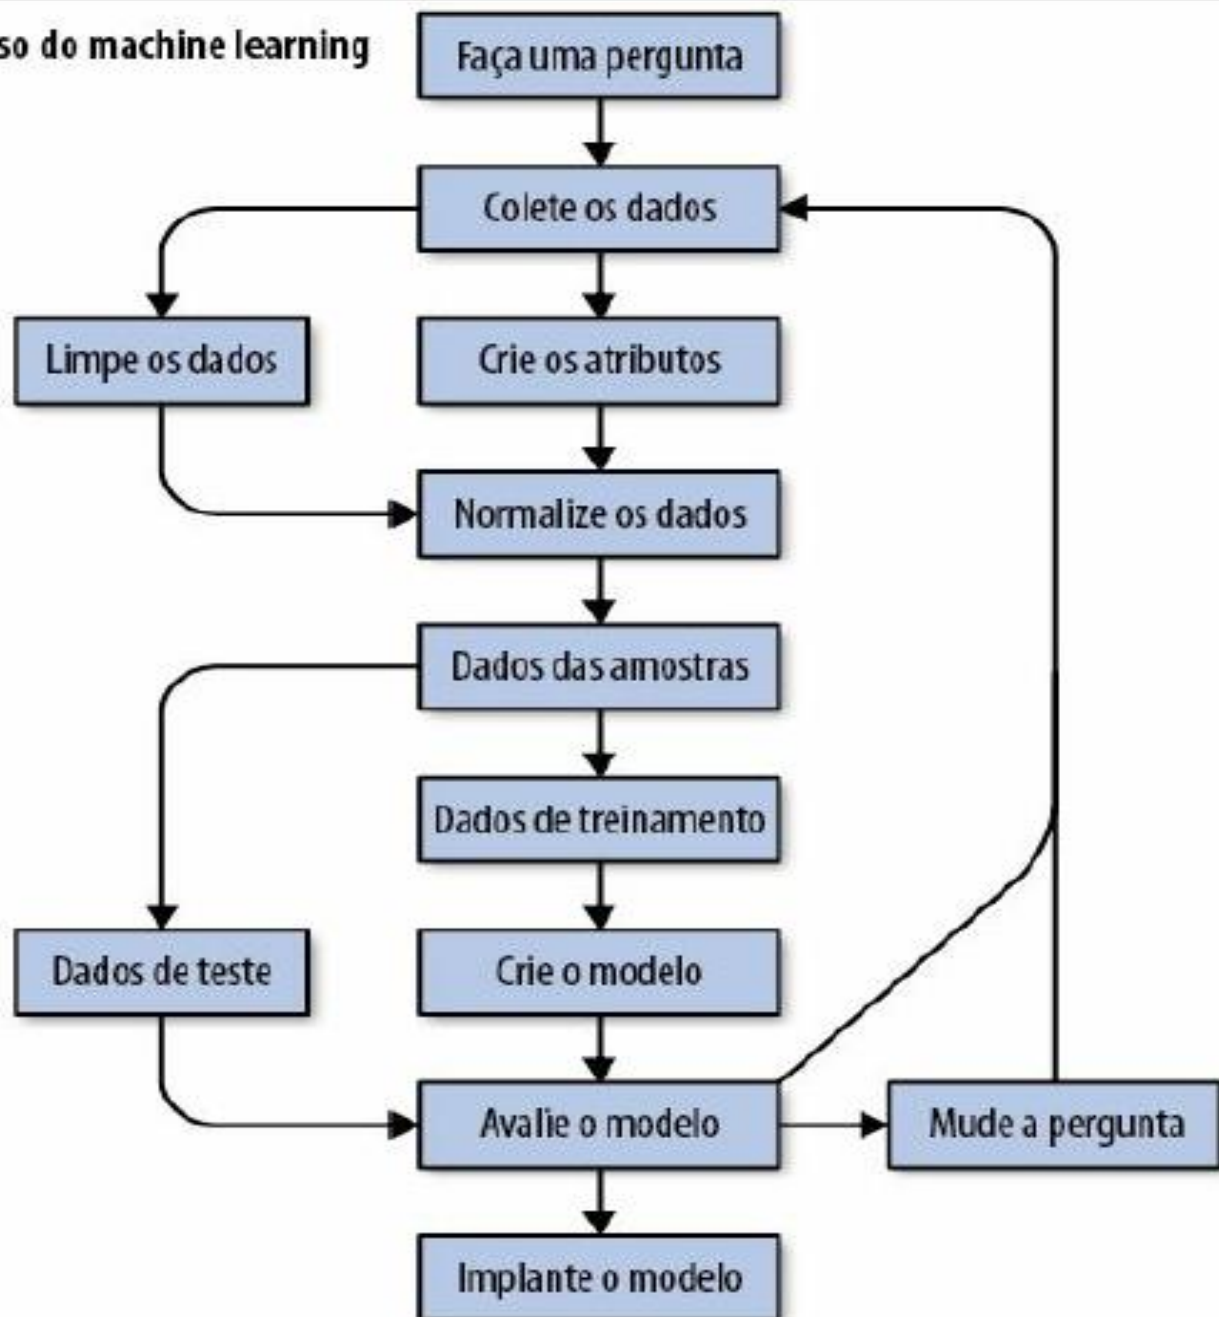 so do machine learning
Faça uma pergunta
Colete os dados
Limpe os dados
Crie os atributos
Normalize os dados
Dados das amostras
Dados de treinamento
Dados de teste
Crie o modelo
Avalie o modelo
Mude a pergunta
Implante o modelo